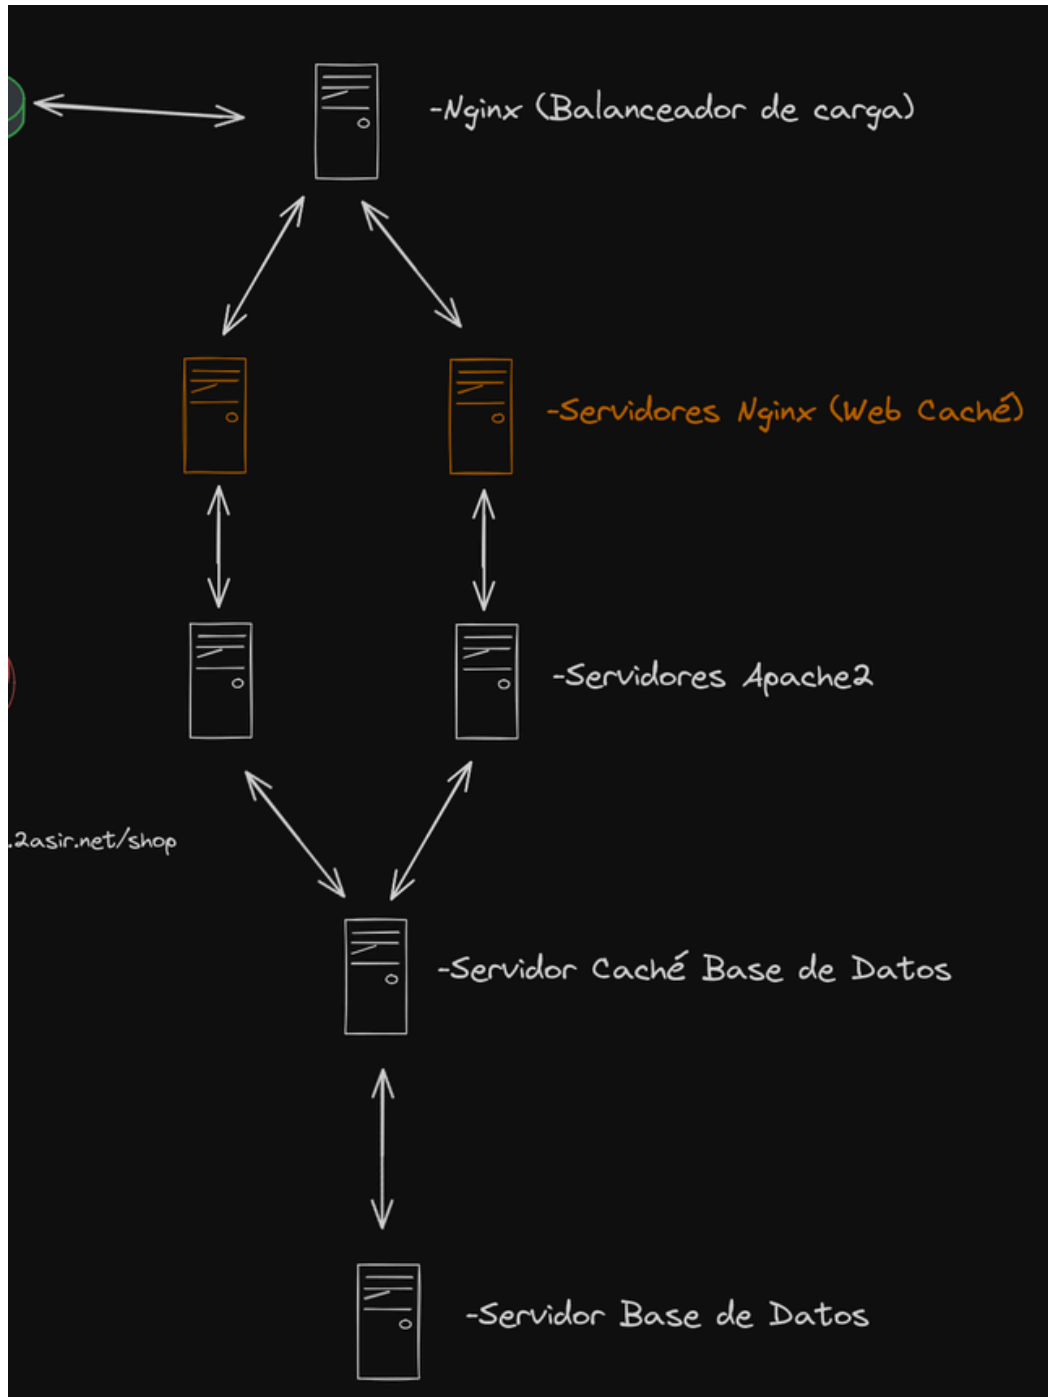 -Nginx (Balanceador de carga)
-Servidores Nginx (Web Caché)
-Servidores Apache2
.2asir.net/shop
-Servidor Caché Base de Datos
-Servidor Base de Datos